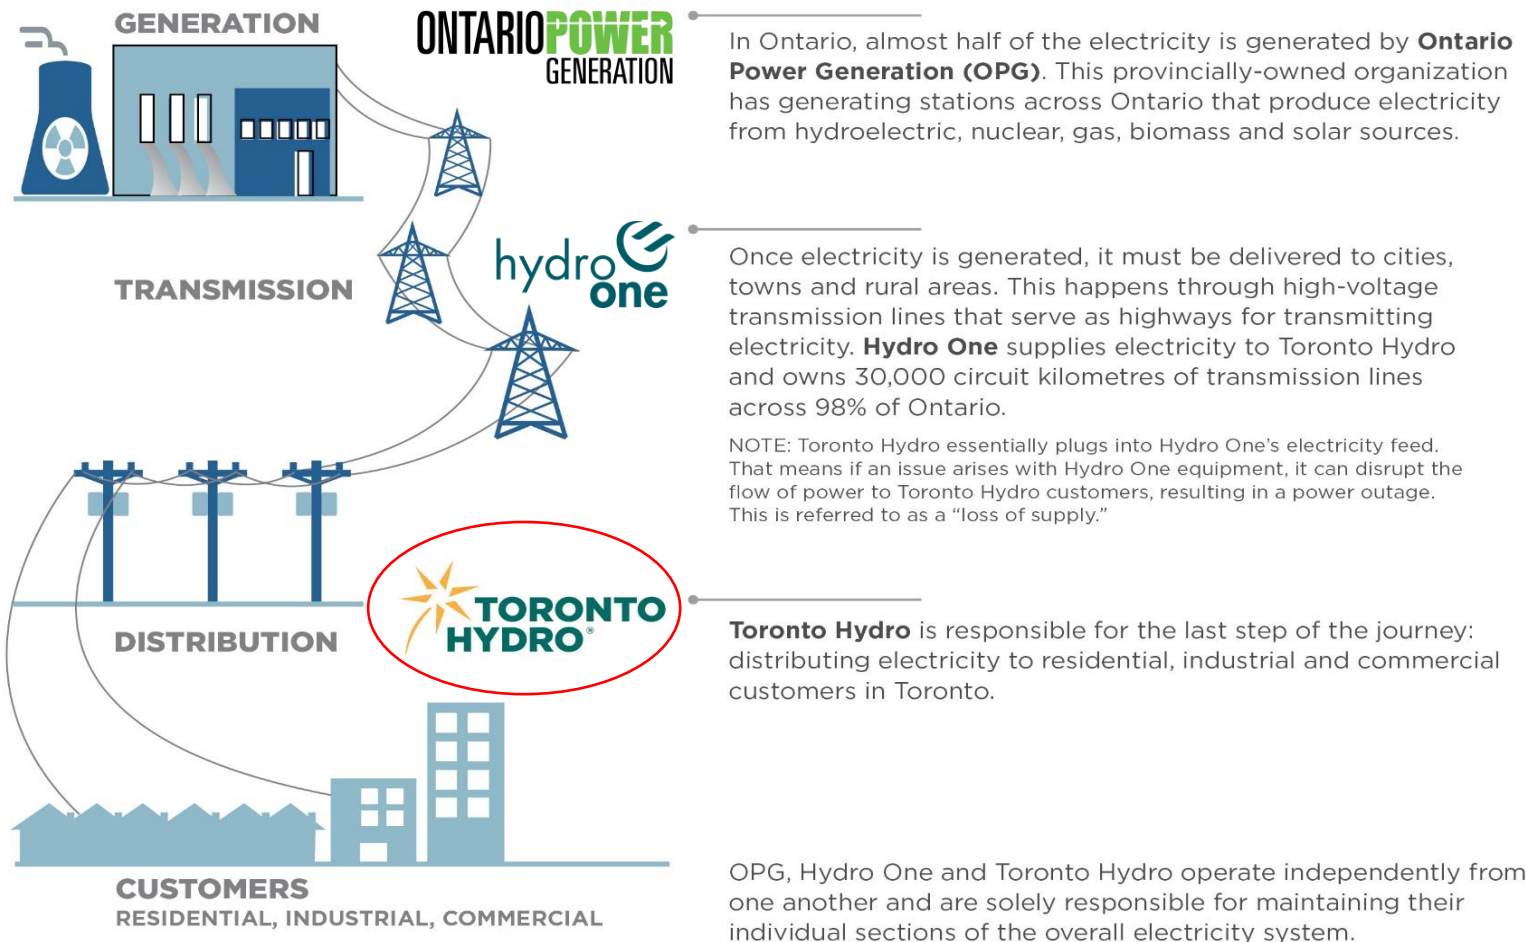 GENERATION
ONTARIOPOWER
GENERATION
In Ontario, almost half of the electricity is generated by Ontario
Power Generation (OPG). This provincially-owned organization
has generating stations across Ontario that produce electricity
from hydroelectric, nuclear, gas, biomass and solar sources.
TRANSMISSION
hydro
one
Once electricity is generated, it must be delivered to cities,
towns and rural areas. This happens through high-voltage
transmission lines that serve as highways for transmitting
electricity. Hydro One supplies electricity to Toronto Hydro
and owns 30,000 circuit kilometres of transmission lines
across 98% of Ontario.
NOTE: Toronto Hydro essentially plugs into Hydro One’s electricity feed.
That means if an issue arises with Hydro One equipment, it can disrupt the
flow of power to Toronto Hydro customers, resulting in a power outage.
This is referred to as a “loss of supply.”
DISTRIBUTION
TORONTO
HYDRO®
Toronto Hydro is responsible for the last step of the journey:
distributing electricity to residential, industrial and commercial
customers in Toronto.
CUSTOMERS
RESIDENTIAL, INDUSTRIAL, COMMERCIAL
OPG, Hydro One and Toronto Hydro operate independently from
one another and are solely responsible for maintaining their
individual sections of the overall electricity system.